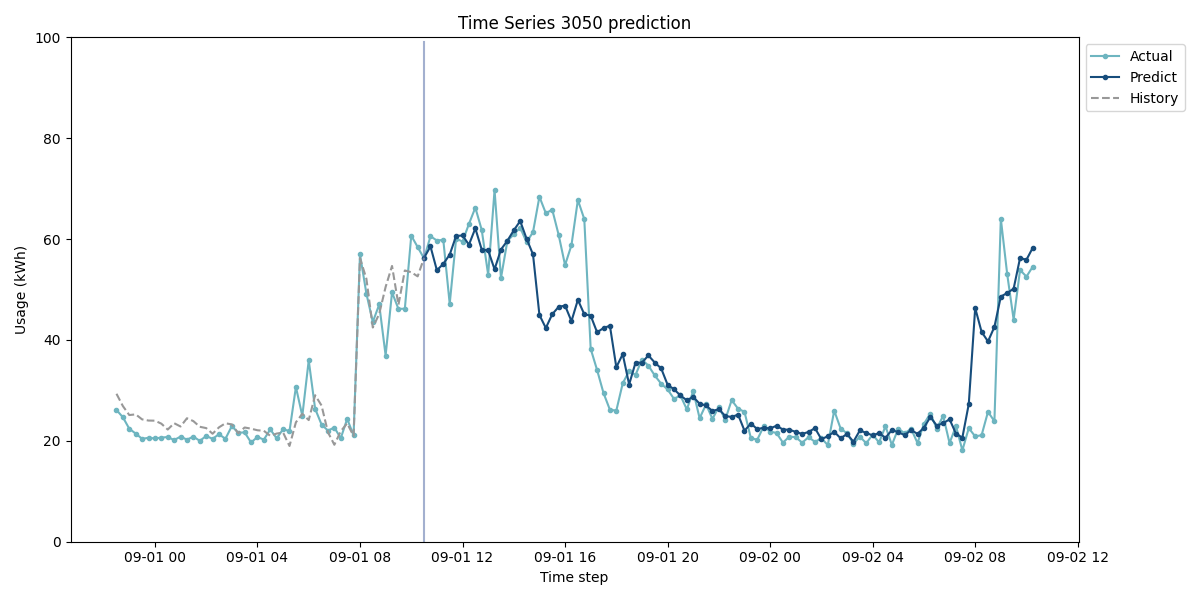 Time Series 3050 prediction
100
80
60
40
20
0
Usage (kWh)
09-01 00
09-01 04
09-01 08
09-01 12
09-01 16
09-01 20
09-02 00
09-02 04
09-02 08
09-02 12
Time step
Actual
Predict
History